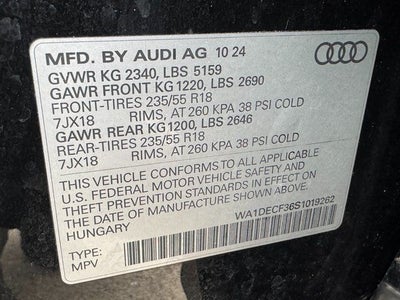 MFD. BY AUDI AG 10 24
GVWR KG 2340, LBS 5159
GAWR FRONT KG 1220, LBS 2690
FRONT-TIRES 235/55 R18
7JX18 RIMS, AT 260 KPA 38 PSI COLD
GAWR REAR KG1200, LBS 2646
REAR-TIRES 235/55 R18
7JX18 RIMS, AT 260 KPA 38 PSI COLD
THIS VEHICLE CONFORMS TO ALL APPLICABLE
U.S. FEDERAL MOTOR VEHICLE SAFETY AND
THEFT PREVENTION STANDARDS IN EFFECT ON
THE DATE OF MANUFACTURE SHOWN ABOVE.
HUNGARY
WA1DECF36S1019262
TYPE:
MPV